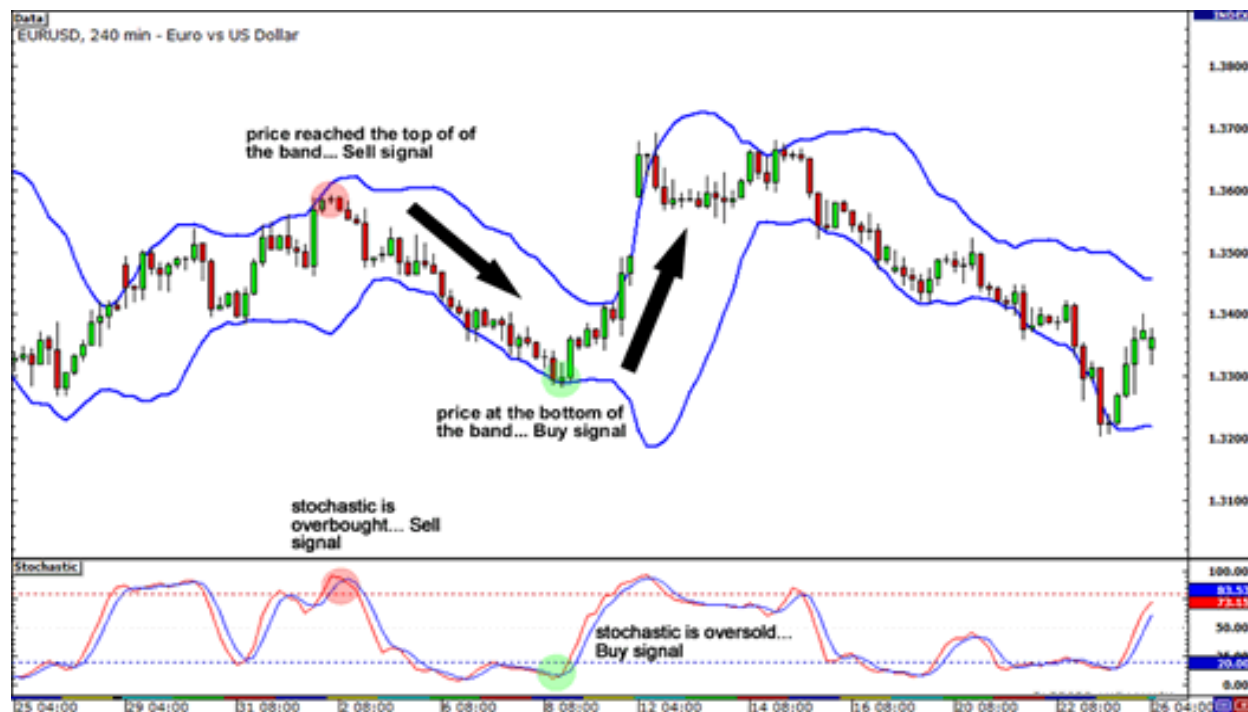 Data
INDEX
EURUSD, 240 min - Euro vs US Dollar
1.3800
price reached the top of of
the band... Sell signal
1.3700
1.3600
1.3500
1.3400
1.3300
price at the bottom of
the band... Buy signal
1.3200
stochastic is
overbought... Sell
signal
1.3100
Stochastic
100.00
73.15
stochastic is oversold...
Buy signal
50.00
20.00
0.00
25 04:00
29 04:00
31 08:00
2 08:00
6 08:00
8 08:00
12 04:00
14 08:00
16 08:00
20 08:00
22 08:00
26 04:00